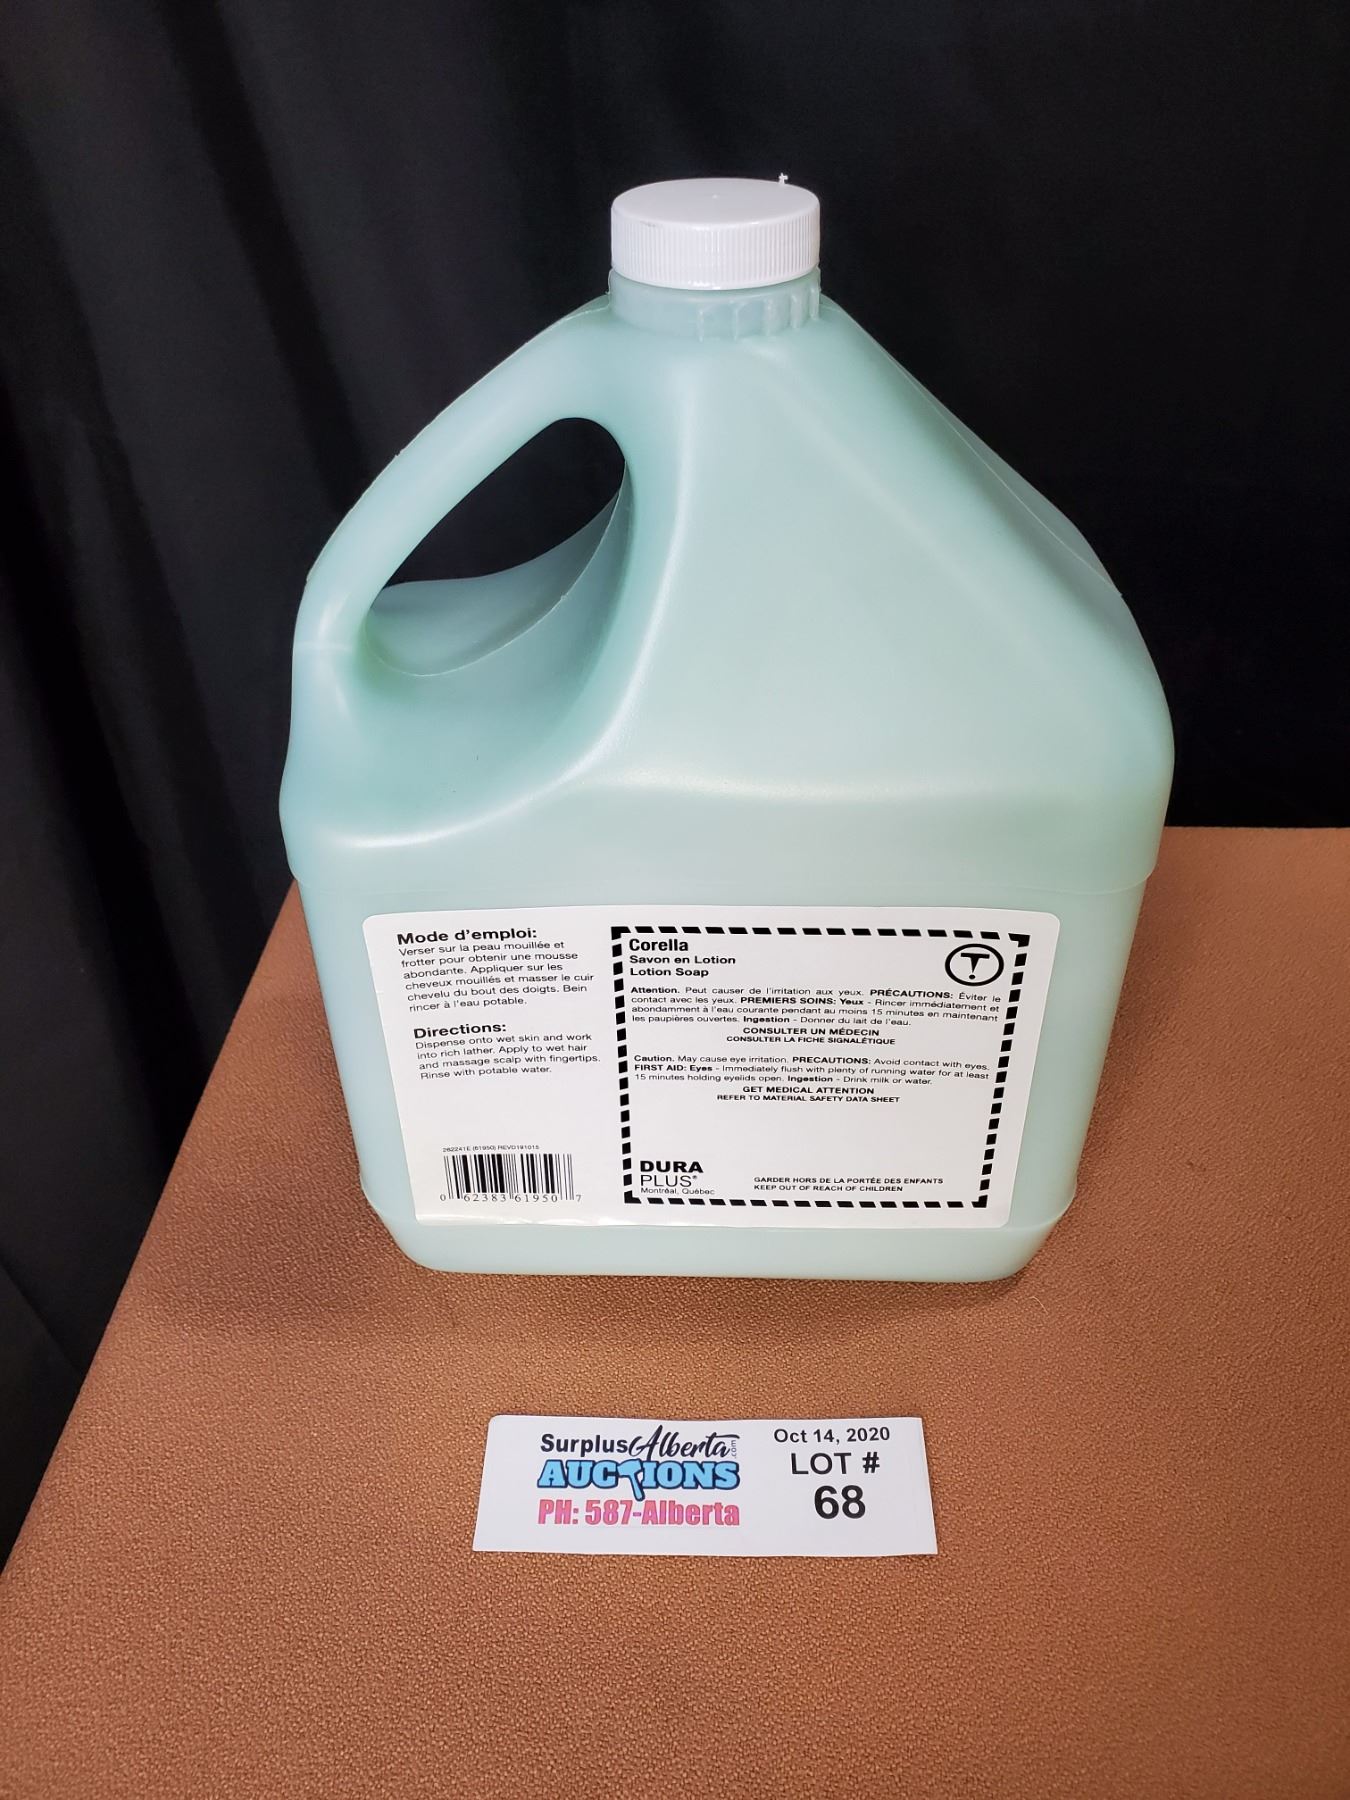 Mode d'emploi:
Verser sur la peau mouillée et
frotter pour obtenir une mousse
abondante. Appliquer sur les
cheveux mouillés et masser le cuir
chevelu du bout des doigts. Bein
rincer à l'eau potable.
Directions:
Dispense onto wet skin and work
into rich lather. Apply to wet hair
and massage scalp with fingertips.
Rinse with potable water.
262241E (61950) REVD191015
0 62383 61950 7
Corella
Savon en Lotion
Lotion Soap
Attention. Peut causer de l'irritation aux yeux. PRÉCAUTIONS: Éviter le
contact avec les yeux. PREMIERS SOINS: Yeux - Rincer immédiatement et
abondamment à l'eau courante pendant au moins 15 minutes en maintenant
les paupières ouvertes. Ingestion - Donner du lait de l'eau.
CONSULTER UN MÉDECIN
CONSULTER LA FICHE SIGNALÉTIQUE
Caution. May cause eye irritation. PRECAUTIONS: Avoid contact with eyes.
FIRST AID: Eyes - Immediately flush with plenty of running water for at least
15 minutes holding eyelids open. Ingestion - Drink milk or water.
GET MEDICAL ATTENTION
REFER TO MATERIAL SAFETY DATA SHEET
DURA
PLUS®
Montréal, Québec
GARDER HORS DE LA PORTÉE DES ENFANTS
KEEP OUT OF REACH OF CHILDREN
SurplusAlberta.com
AUCTIONS
PH: 587-Alberta
Oct 14, 2020
LOT #
68